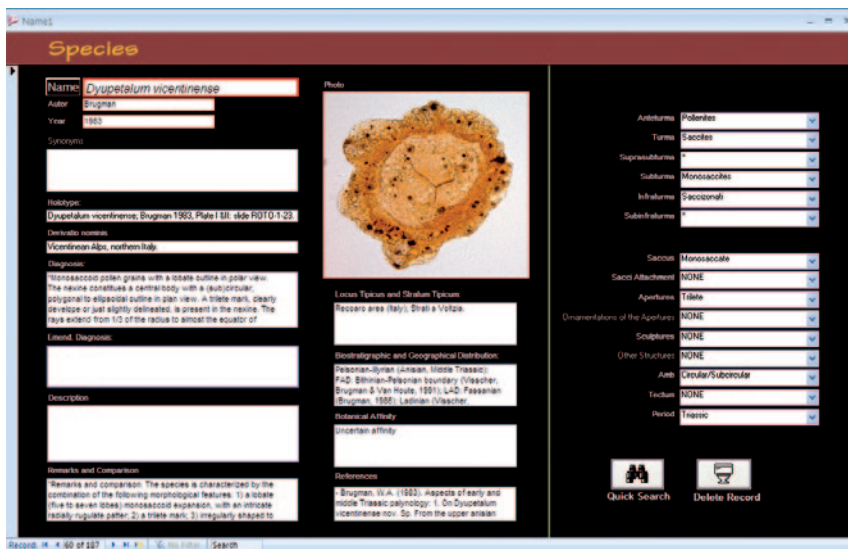 Name1
Species
Name Dyupetalum vicentinense
Autor Brugman
Year 1983
Synonyms
Holotype:
Dyupetalum vicentinense; Brugman 1983, Plate I &II: slide ROTO-1-23.
Derivatio nominis
Vicentinean Alps, northern Italy.
Diagnosis:
"Monosaccoid pollen grains with a lobate outline in polar view.
The nexine constitues a central body with a (sub)circular,
polygonal to ellipsoidal outline in plan view. A trilete mark, clearly
develope or just slightly delineated, is present in the nexine. The
rays extend from 1/3 of the radius to almost the equator of
Emend. Diagnosis:
Description
Remarks and Comparison
"Remarks and comparison. The species is characterized by the
combination of the following morphological features: 1) a lobate
(five to seven lobes) monosaccoid expansion, with an intricate
radially rugulate patter; 2) a trilete mark; 3) irregularly shaped to
Photo
Locus Tipicus and Stratum Tipicum:
Recoaro area (Italy), Strati a Voltzia.
Biostratigraphic and Geographical Distribution:
Pelsonian-Illyrian (Anisian, Middle Triassic);
FAD: Bithinian-Pelsonian boundary (Visscher,
Brugman & Van Houte, 1991); LAD: Fassanian
(Brugman, 1986); Ladinian (Visscher,
Botanical Affinity
Uncertain affinity
References
- Brugman, W.A. (1983). Aspects of early and
middle Triassic palynology: 1. On Dyupetalum
vicentinense nov. Sp. From the upper anisian
Anteturma Pollenites
Turma Saccites
Suprasubturma *
Subturma Monosaccites
Infraturma Saccizonati
Subinfraturma *
Saccus Monosaccate
Sacci Attachment NONE
Apertures Trilete
Ornamentations of the Apertures NONE
Sculptures NONE
Other Structures NONE
Amb Circular/Subcircular
Tectum NONE
Period Triassic
Quick Search Delete Record
Record: 60 of 187 No Filter Search